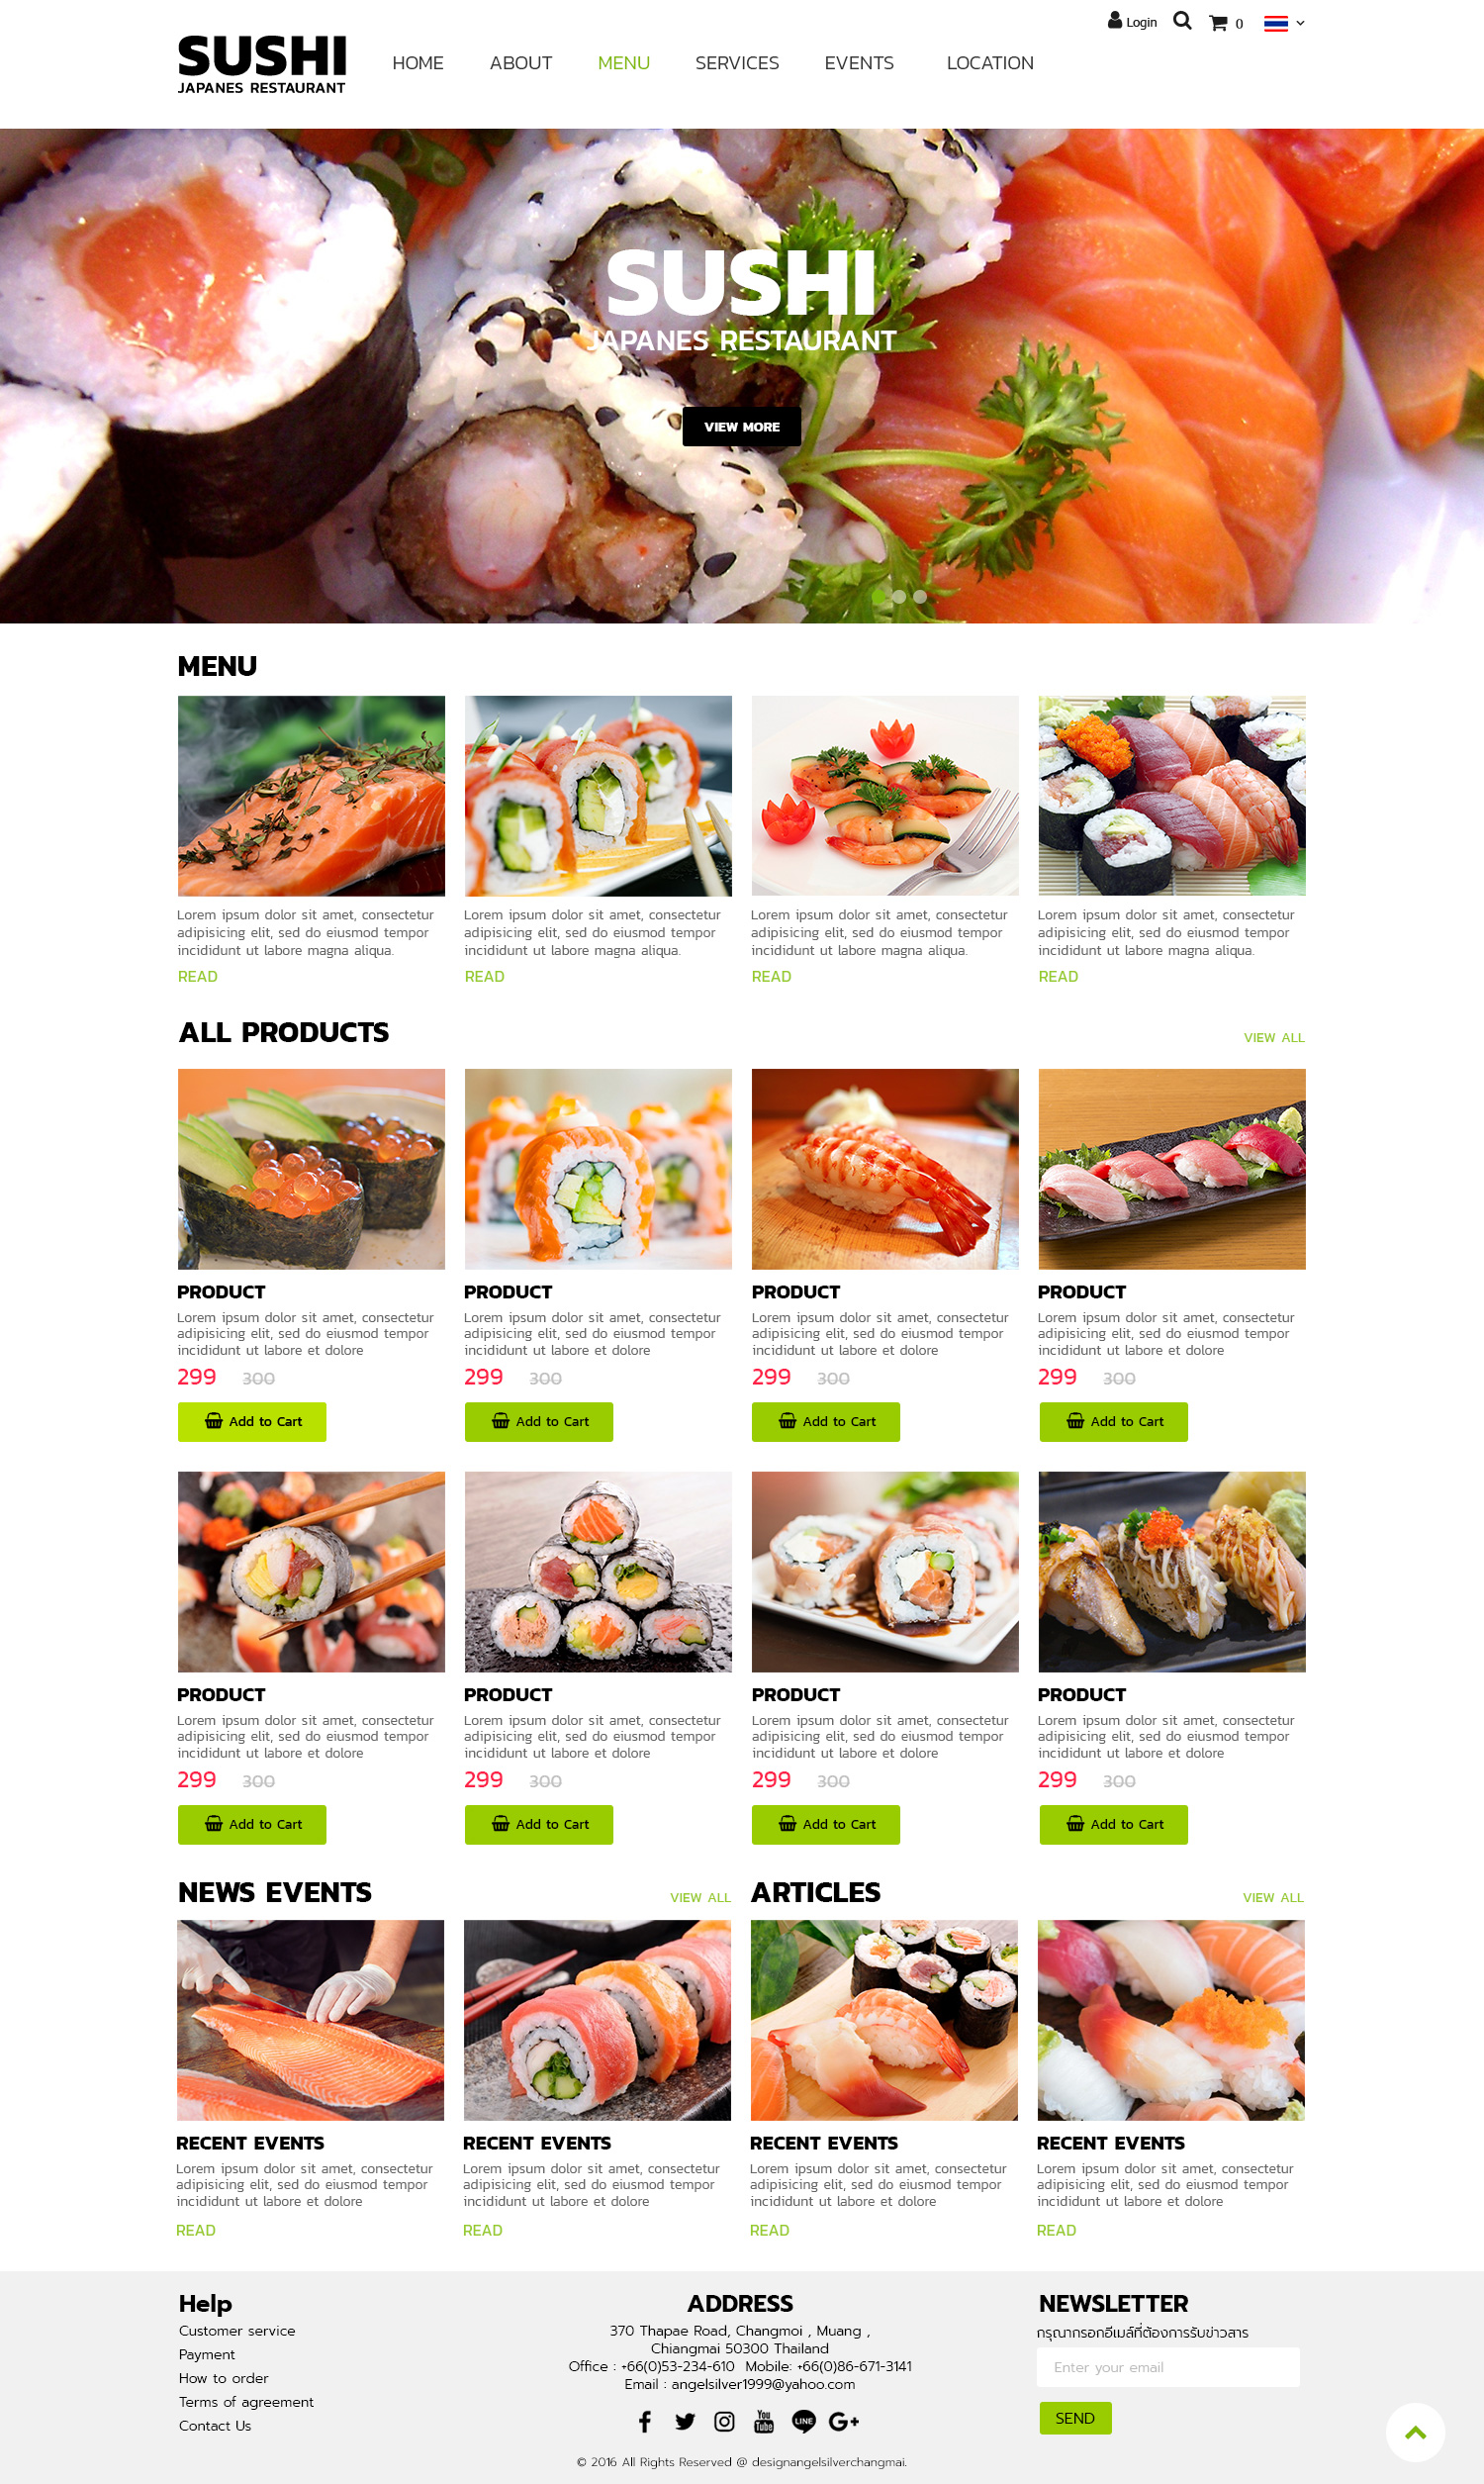 Login 0
SUSHI
JAPANES RESTAURANT
HOME ABOUT MENU SERVICES EVENTS LOCATION
SUSHI
JAPANES RESTAURANT
VIEW MORE
MENU
Lorem ipsum dolor sit amet, consectetur
adipisicing elit, sed do eiusmod tempor
incididunt ut labore magna aliqua.
READ
Lorem ipsum dolor sit amet, consectetur
adipisicing elit, sed do eiusmod tempor
incididunt ut labore magna aliqua.
READ
Lorem ipsum dolor sit amet, consectetur
adipisicing elit, sed do eiusmod tempor
incididunt ut labore magna aliqua.
READ
Lorem ipsum dolor sit amet, consectetur
adipisicing elit, sed do eiusmod tempor
incididunt ut labore magna aliqua.
READ
ALL PRODUCTS
VIEW ALL
PRODUCT
Lorem ipsum dolor sit amet, consectetur
adipisicing elit, sed do eiusmod tempor
incididunt ut labore et dolore
299 300
Add to Cart
PRODUCT
Lorem ipsum dolor sit amet, consectetur
adipisicing elit, sed do eiusmod tempor
incididunt ut labore et dolore
299 300
Add to Cart
PRODUCT
Lorem ipsum dolor sit amet, consectetur
adipisicing elit, sed do eiusmod tempor
incididunt ut labore et dolore
299 300
Add to Cart
PRODUCT
Lorem ipsum dolor sit amet, consectetur
adipisicing elit, sed do eiusmod tempor
incididunt ut labore et dolore
299 300
Add to Cart
PRODUCT
Lorem ipsum dolor sit amet, consectetur
adipisicing elit, sed do eiusmod tempor
incididunt ut labore et dolore
299 300
Add to Cart
PRODUCT
Lorem ipsum dolor sit amet, consectetur
adipisicing elit, sed do eiusmod tempor
incididunt ut labore et dolore
299 300
Add to Cart
PRODUCT
Lorem ipsum dolor sit amet, consectetur
adipisicing elit, sed do eiusmod tempor
incididunt ut labore et dolore
299 300
Add to Cart
PRODUCT
Lorem ipsum dolor sit amet, consectetur
adipisicing elit, sed do eiusmod tempor
incididunt ut labore et dolore
299 300
Add to Cart
NEWS EVENTS
VIEW ALL
RECENT EVENTS
Lorem ipsum dolor sit amet, consectetur
adipisicing elit, sed do eiusmod tempor
incididunt ut labore et dolore
READ
RECENT EVENTS
Lorem ipsum dolor sit amet, consectetur
adipisicing elit, sed do eiusmod tempor
incididunt ut labore et dolore
READ
ARTICLES
VIEW ALL
RECENT EVENTS
Lorem ipsum dolor sit amet, consectetur
adipisicing elit, sed do eiusmod tempor
incididunt ut labore et dolore
READ
RECENT EVENTS
Lorem ipsum dolor sit amet, consectetur
adipisicing elit, sed do eiusmod tempor
incididunt ut labore et dolore
READ
Help
Customer service
Payment
How to order
Terms of agreement
Contact Us
ADDRESS
370 Thapae Road, Changmoi , Muang ,
Chiangmai 50300 Thailand
Office : +66(0)53-234-610 Mobile: +66(0)86-671-3141
Email : angelsilver1999@yahoo.com
You Tube LINE G+
© 2016 All Rights Reserved @ designangelsilverchangmai.
NEWSLETTER
กรุณากรอกอีเมล์ที่ต้องการรับข่าวสาร
Enter your email
SEND